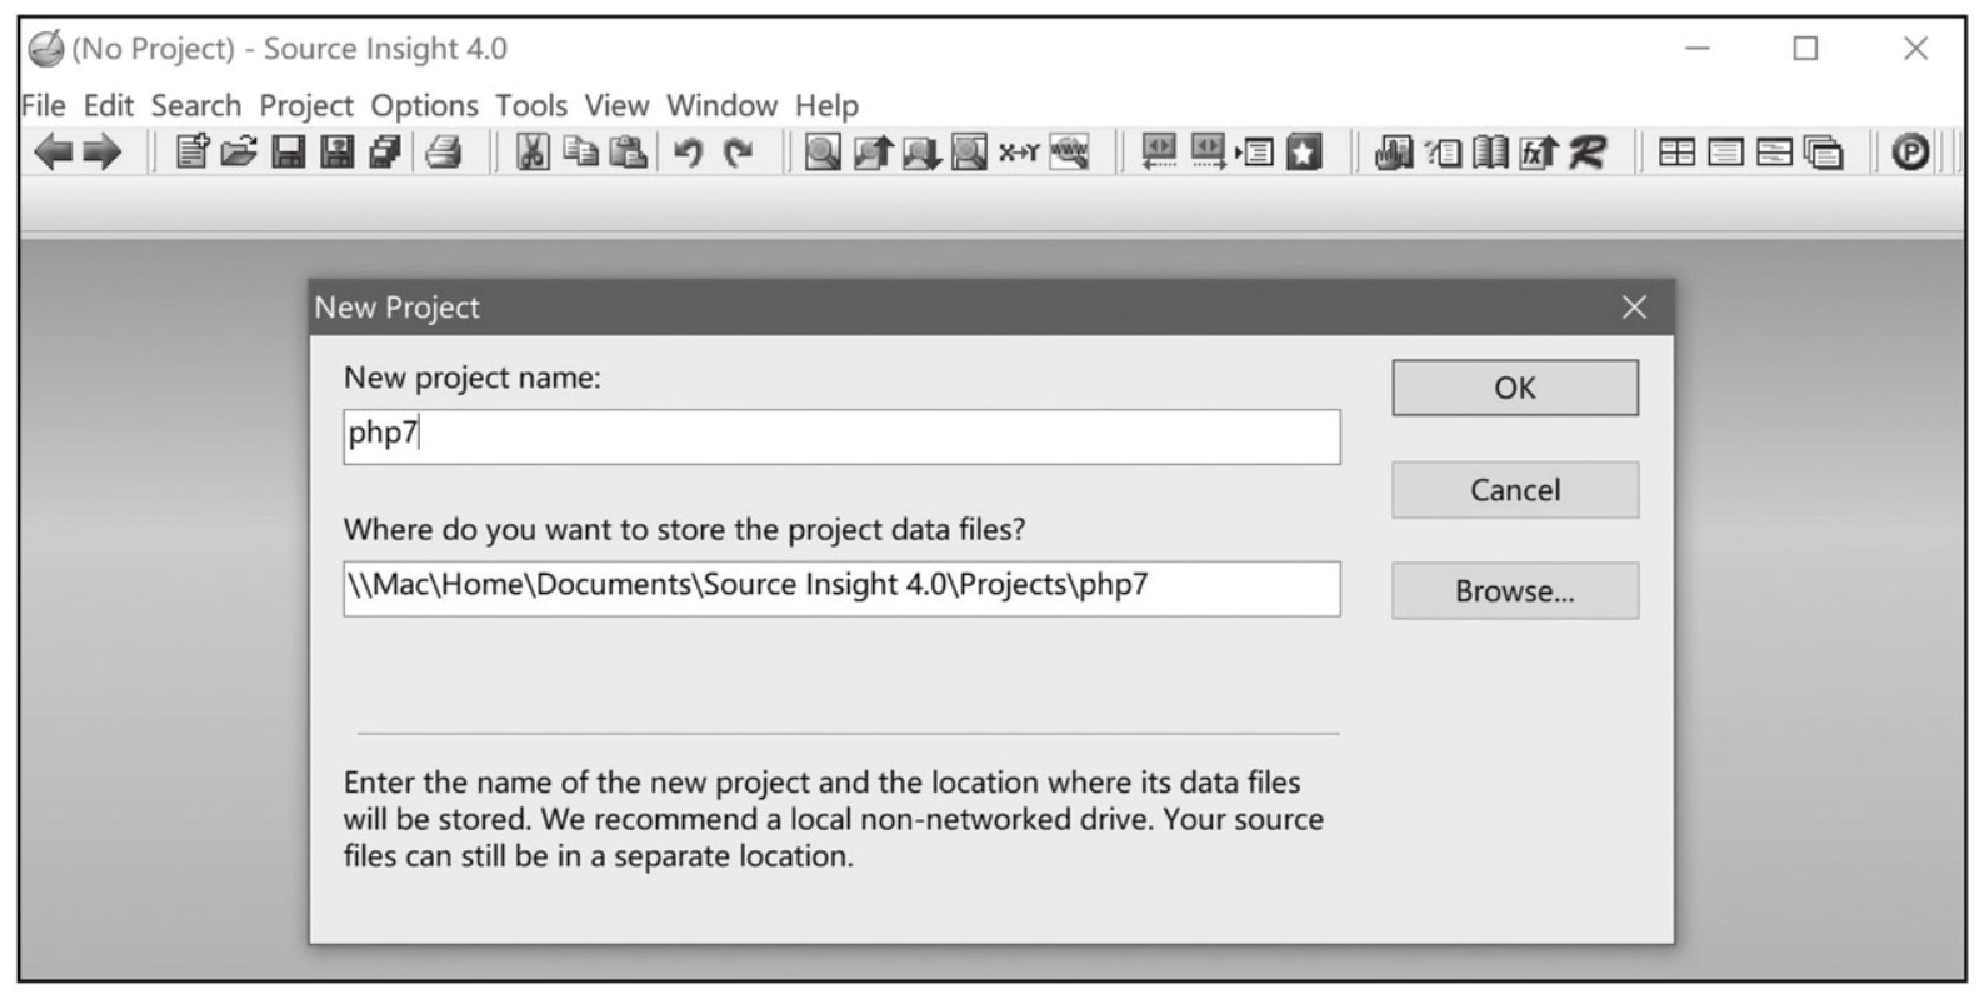 (No Project) - Source Insight 4.0
File Edit Search Project Options Tools View Window Help
New Project
New project name:
OK
php7
Cancel
Where do you want to store the project data files?
\\Mac\Home\Documents\Source Insight 4.0\Projects\php7
Browse...
Enter the name of the new project and the location where its data files
will be stored. We recommend a local non-networked drive. Your source
files can still be in a separate location.